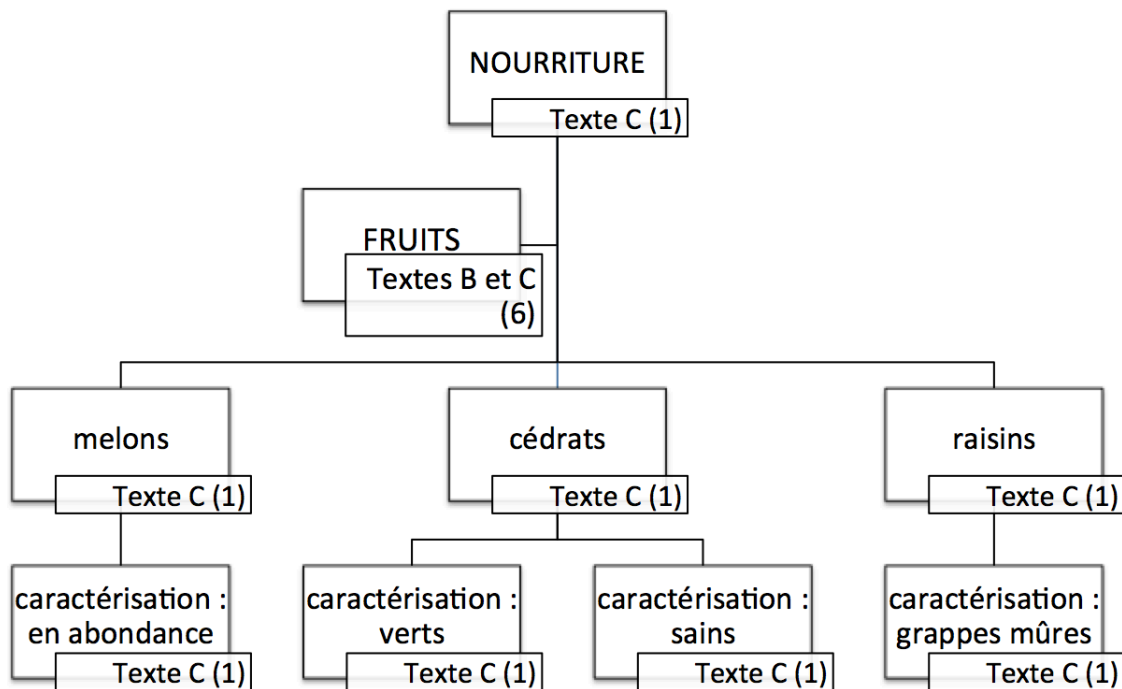 NOURRITURE
Texte C (1)
FRUITS
Textes B et C
(6)
melons
Texte C (1)
cédrats
Texte C (1)
raisins
Texte C (1)
caractérisation :
en abondance
Texte C (1)
caractérisation :
verts
Texte C (1)
caractérisation :
sains
Texte C (1)
caractérisation :
grappes mûres
Texte C (1)